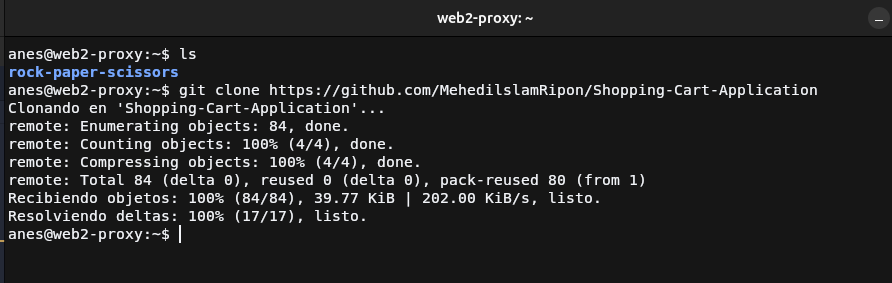 web2-proxy: ~
anes@web2-proxy:~$ ls
rock-paper-scissors
anes@web2-proxy:~$ git clone https://github.com/MehedilslamRipon/Shopping-Cart-Application
Clonando en 'Shopping-Cart-Application'...
remote: Enumerating objects: 84, done.
remote: Counting objects: 100% (4/4), done.
remote: Compressing objects: 100% (4/4), done.
remote: Total 84 (delta 0), reused 0 (delta 0), pack-reused 80 (from 1)
Recibiendo objetos: 100% (84/84), 39.77 KiB | 202.00 KiB/s, listo.
Resolviendo deltas: 100% (17/17), listo.
anes@web2-proxy:~$